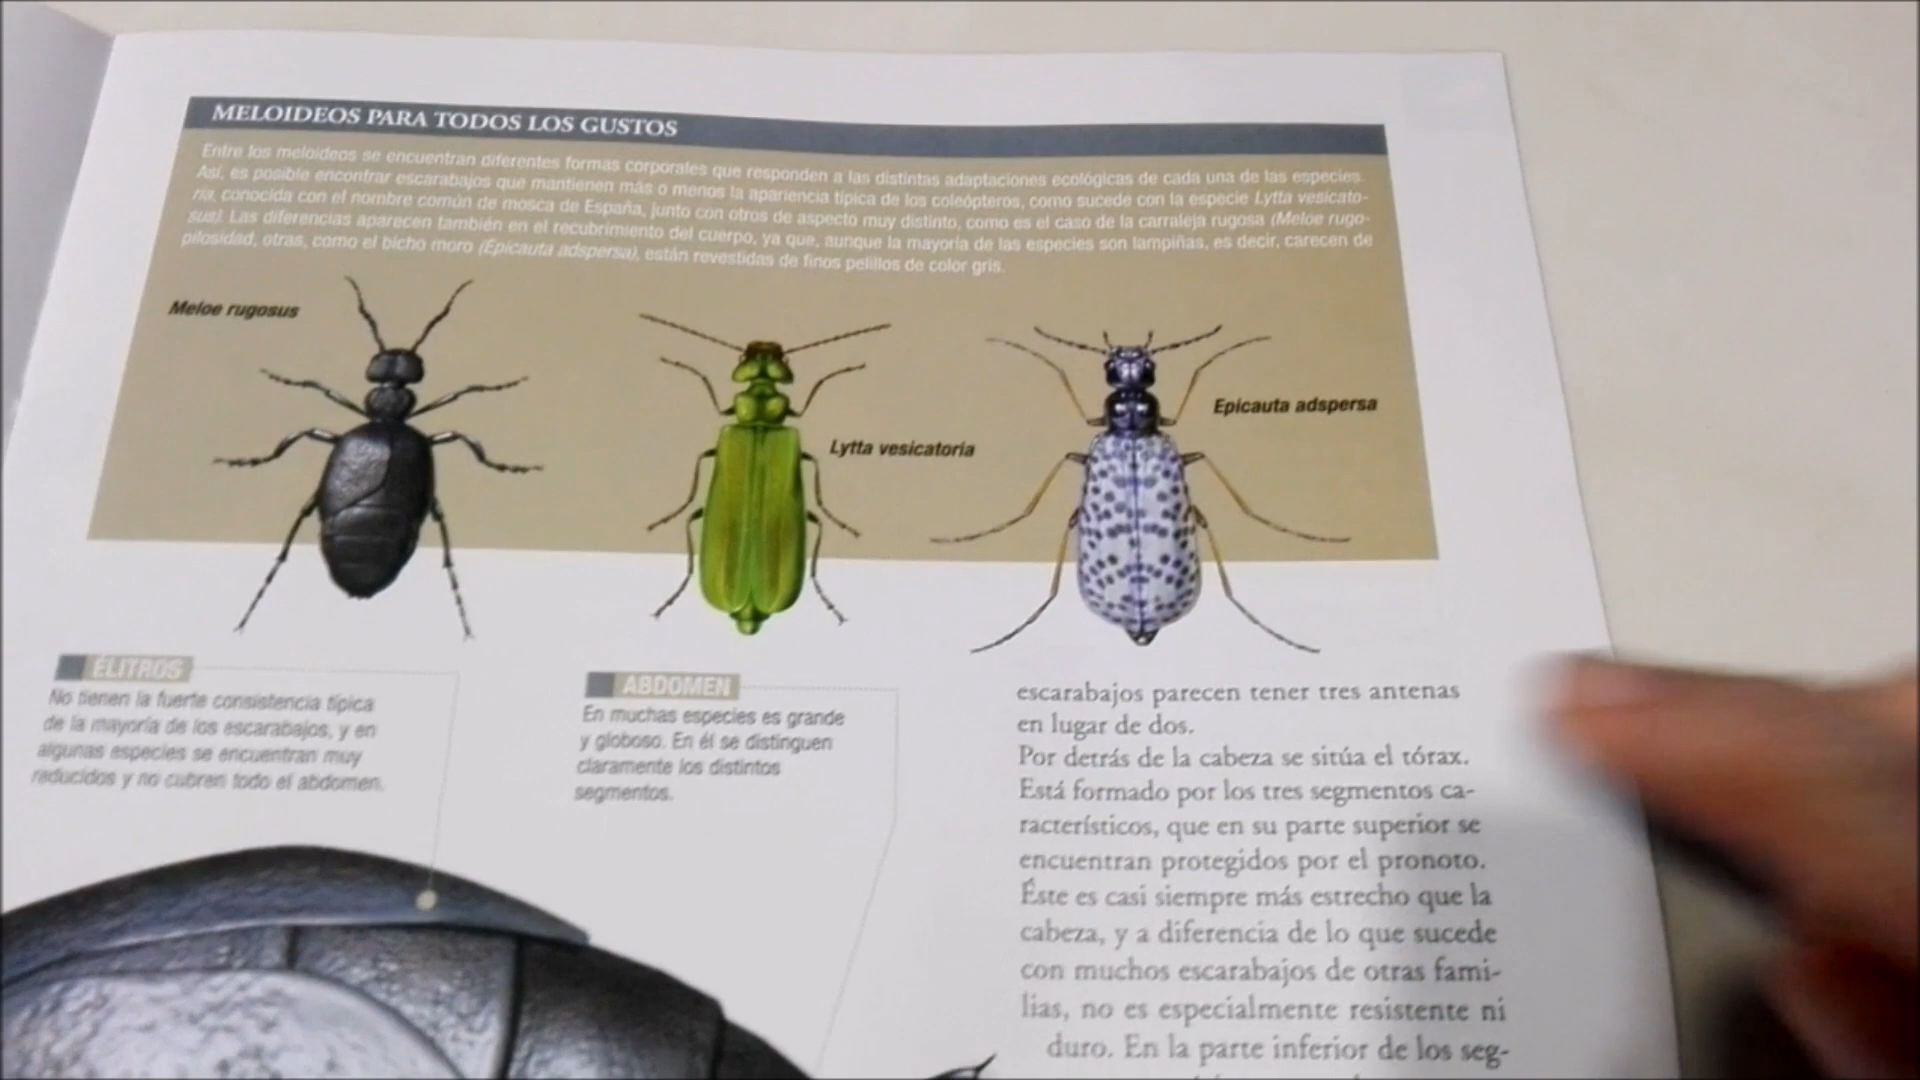 MELOIDEOS PARA TODOS LOS GUSTOS
Entre los meloideos se encuentran diferentes formas corporales que responden a las distintas adaptaciones ecológicas de cada una de las especies.
Así, es posible encontrar escarabajos que mantienen más o menos la apariencia típica de los coleópteros, como sucede con la especie Lytta vesicato-
ria, conocida con el nombre común de mosca de España, junto con otros de aspecto muy distinto, como es el caso de la carraleja rugosa (Meloe rugo-
sus). Las diferencias aparecen también en el recubrimiento del cuerpo, ya que, aunque la mayoría de las especies son lampiñas, es decir, carecen de
pilosidad, otras, como el bicho moro (Epicauta adspersa), están revestidas de finos pelillos de color gris.
Meloe rugosus
Lytta vesicatoria
Epicauta adspersa
ÉLITROS
No tienen la fuerte consistencia típica
de la mayoría de los escarabajos, y en
algunas especies se encuentran muy
reducidos y no cubren todo el abdomen.
ABDOMEN
En muchas especies es grande
y globoso. En él se distinguen
claramente los distintos
segmentos.
escarabajos parecen tener tres antenas
en lugar de dos.
Por detrás de la cabeza se sitúa el tórax.
Está formado por los tres segmentos ca-
racterísticos, que en su parte superior se
encuentran protegidos por el pronoto.
Éste es casi siempre más estrecho que la
cabeza, y a diferencia de lo que sucede
con muchos escarabajos de otras fami-
lias, no es especialmente resistente ni
duro. En la parte inferior de los seg-